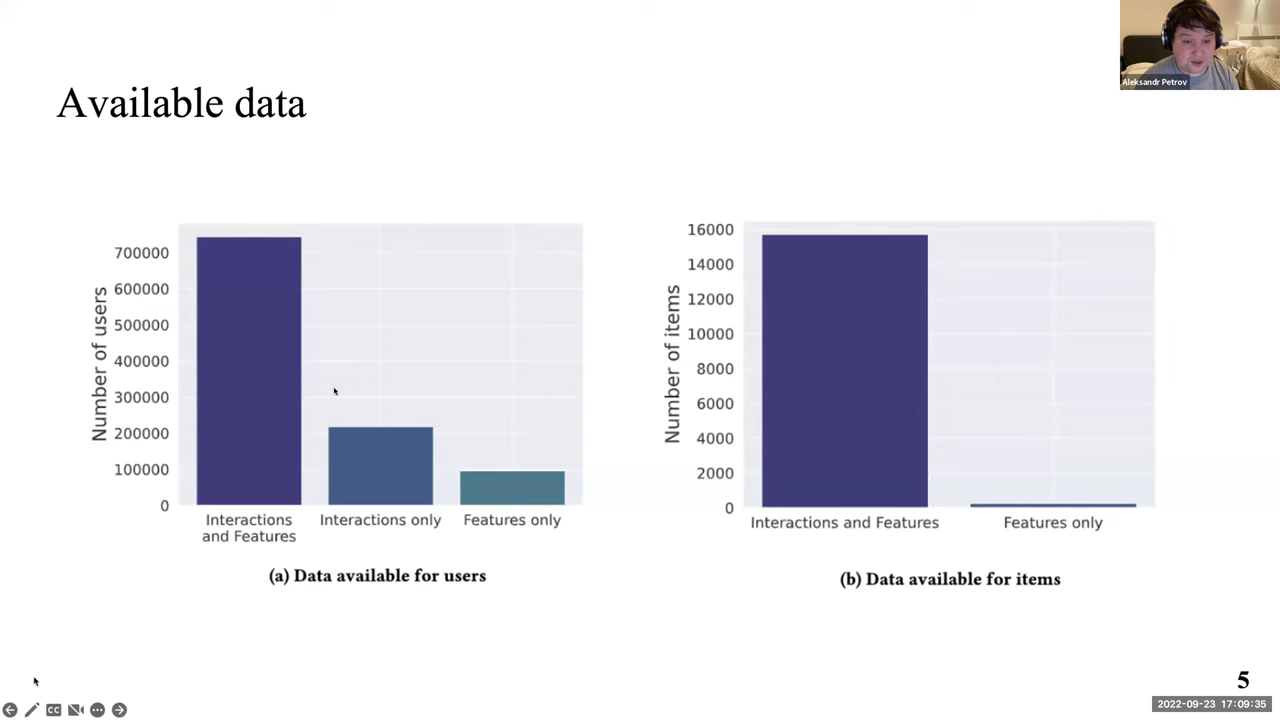 Aleksandr Petrov
Available data
700000
600000
500000
400000
300000
200000
100000
0
Number of users
Interactions
and Features
Interactions only
Features only
(a) Data available for users
16000
14000
12000
10000
8000
6000
4000
2000
0
Number of items
Interactions and Features
Features only
(b) Data available for items
5
CC
2022-09-23 17:09:35